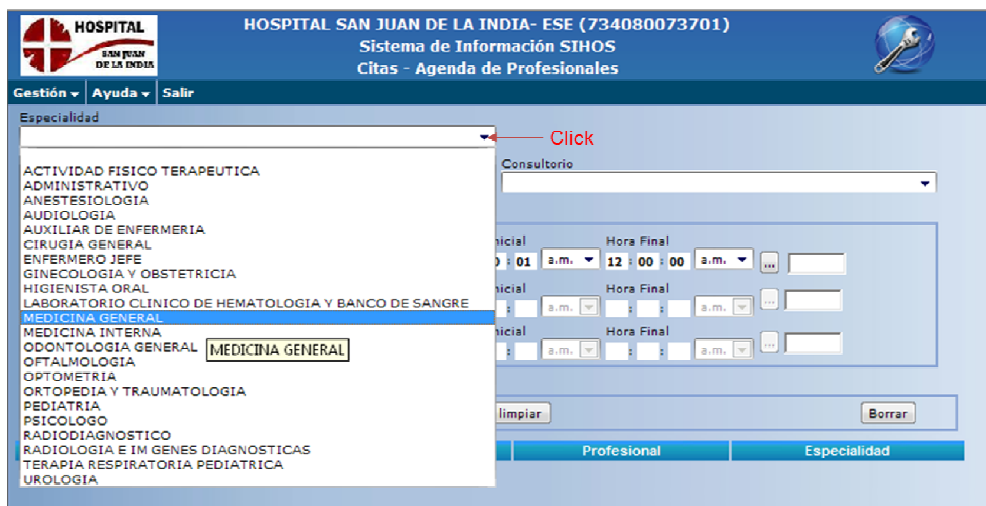 HOSPITAL
SAN JUAN
DE LA INDIA
HOSPITAL SAN JUAN DE LA INDIA- ESE (734080073701)
Sistema de Información SIHOS
Citas - Agenda de Profesionales
Gestión Ayuda Salir
Especialidad
Click
Consultorio
ACTIVIDAD FISICO TERAPEUTICA
ADMINISTRATIVO
ANESTESIOLOGIA
AUDIOLOGIA
AUXILIAR DE ENFERMERIA
CIRUGIA GENERAL
ENFERMERO JEFE
GINECOLOGIA Y OBSTETRICIA
HIGIENISTA ORAL
LABORATORIO CLINICO DE HEMATOLOGIA Y BANCO DE SANGRE
MEDICINA GENERAL
MEDICINA INTERNA
ODONTOLOGIA GENERAL
MEDICINA GENERAL
OFTALMOLOGIA
OPTOMETRIA
ORTOPEDIA Y TRAUMATOLOGIA
PEDIATRIA
PSICOLOGO
RADIODIAGNOSTICO
RADIOLOGIA E IM GENES DIAGNOSTICAS
TERAPIA RESPIRATORIA PEDIATRICA
UROLOGIA
nicial Hora Final
: 01 a.m. 12 : 00 : 00 a.m. ...
nicial Hora Final
: a.m. : : a.m. ...
nicial Hora Final
: a.m. : : a.m. ...
limpiar Borrar
Profesional Especialidad